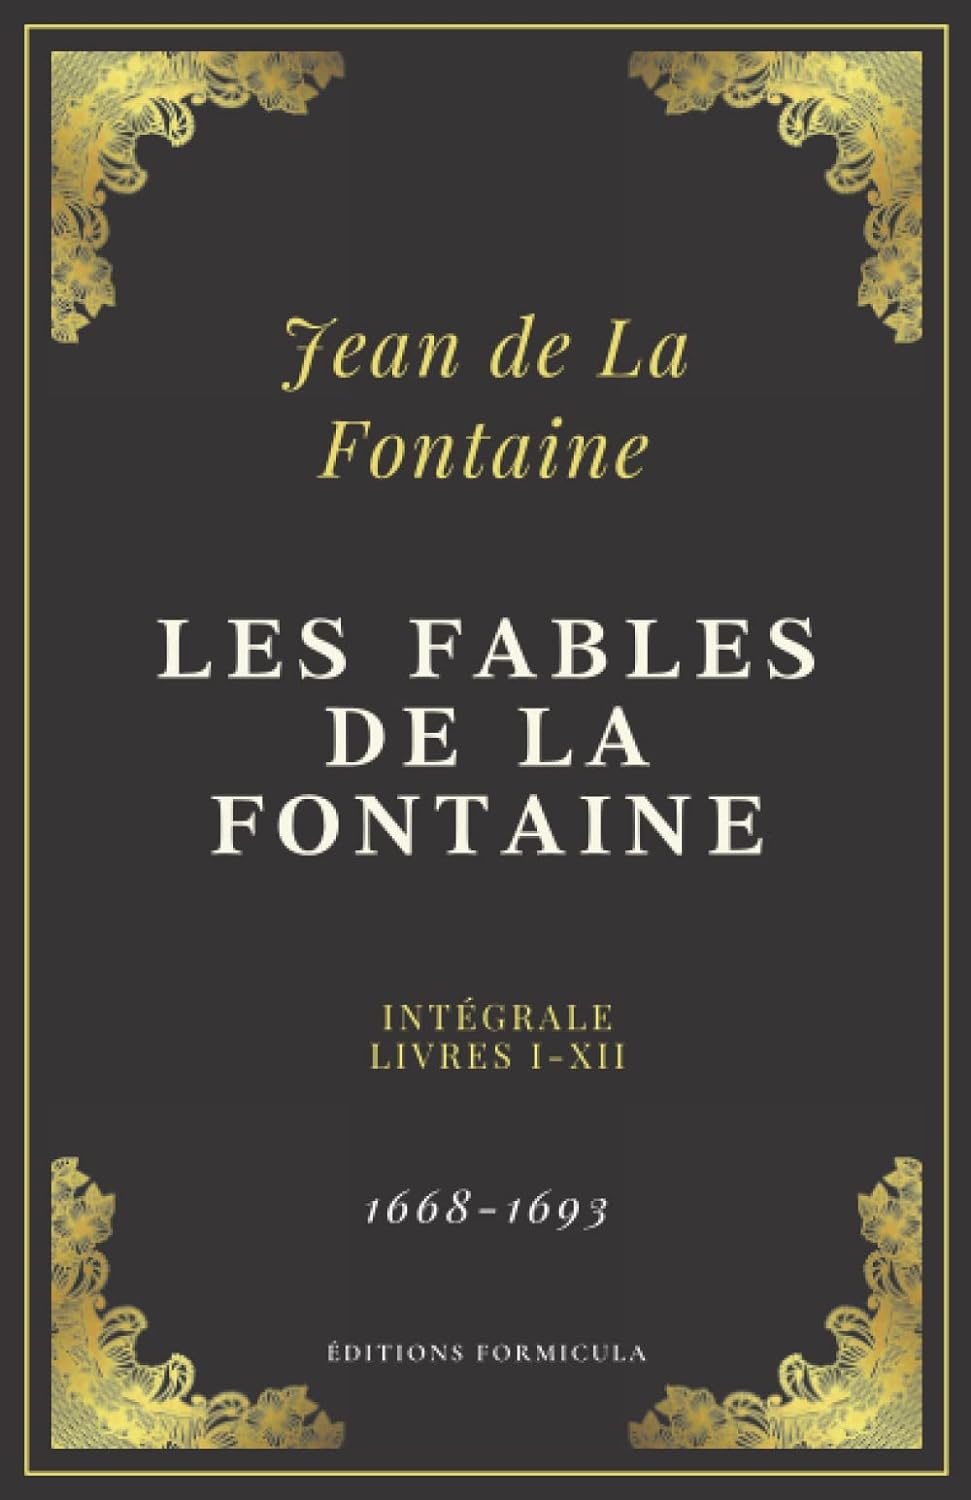 Jean de La
Fontaine
LES FABLES
DE LA
FONTAINE
INTÉGRALE
LIVRES I-XII
1668-1693
ÉDITIONS FORMICULA